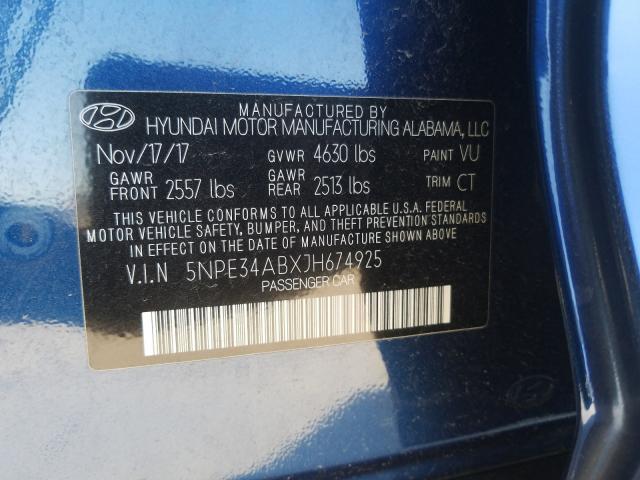 MANUFACTURED BY
HYUNDAI MOTOR MANUFACTURING ALABAMA, LLC
Nov/17/17 GVWR 4630 lbs PAINT VU
GAWR FRONT 2557 lbs GAWR REAR 2513 lbs TRIM CT
THIS VEHICLE CONFORMS TO ALL APPLICABLE U.S.A. FEDERAL
MOTOR VEHICLE SAFETY, BUMPER, AND THEFT PREVENTION STANDARDS
IN EFFECT ON THE DATE OF MANUFACTURE SHOWN ABOVE.
V.I.N 5NPE34ABXJH674925
PASSENGER CAR